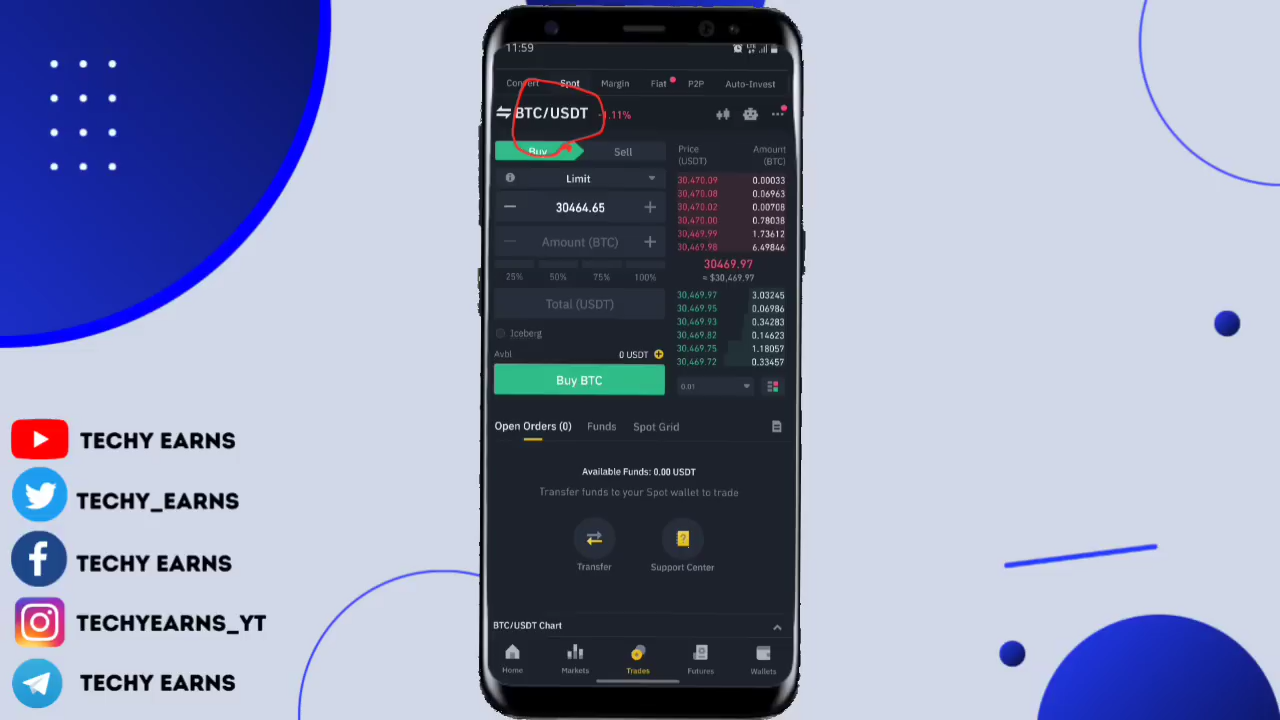 11:59
Convert Spot Margin Fiat P2P Auto-Invest
BTC/USDT -1.11%
Buy Sell
Limit
30464.65
Amount (BTC)
25% 50% 75% 100%
Total (USDT)
Iceberg
Avbl 0 USDT
Buy BTC
Price Amount
(USDT) (BTC)
30,470.09 0.00033
30,470.08 0.06963
30,470.02 0.00708
30,470.00 0.78038
30,469.99 1.73612
30,469.98 6.49846
30469.97
≈ $30,469.97
30,469.97 3.03245
30,469.95 0.06986
30,469.93 0.34283
30,469.82 0.14623
30,469.75 1.18057
30,469.72 0.33457
0.01
Open Orders (0) Funds Spot Grid
Available Funds: 0.00 USDT
Transfer funds to your Spot wallet to trade
Transfer Support Center
BTC/USDT Chart
Home Markets Trades Futures Wallets
TECHY EARNS
TECHY_EARNS
TECHY EARNS
TECHYEARNS_YT
TECHY EARNS